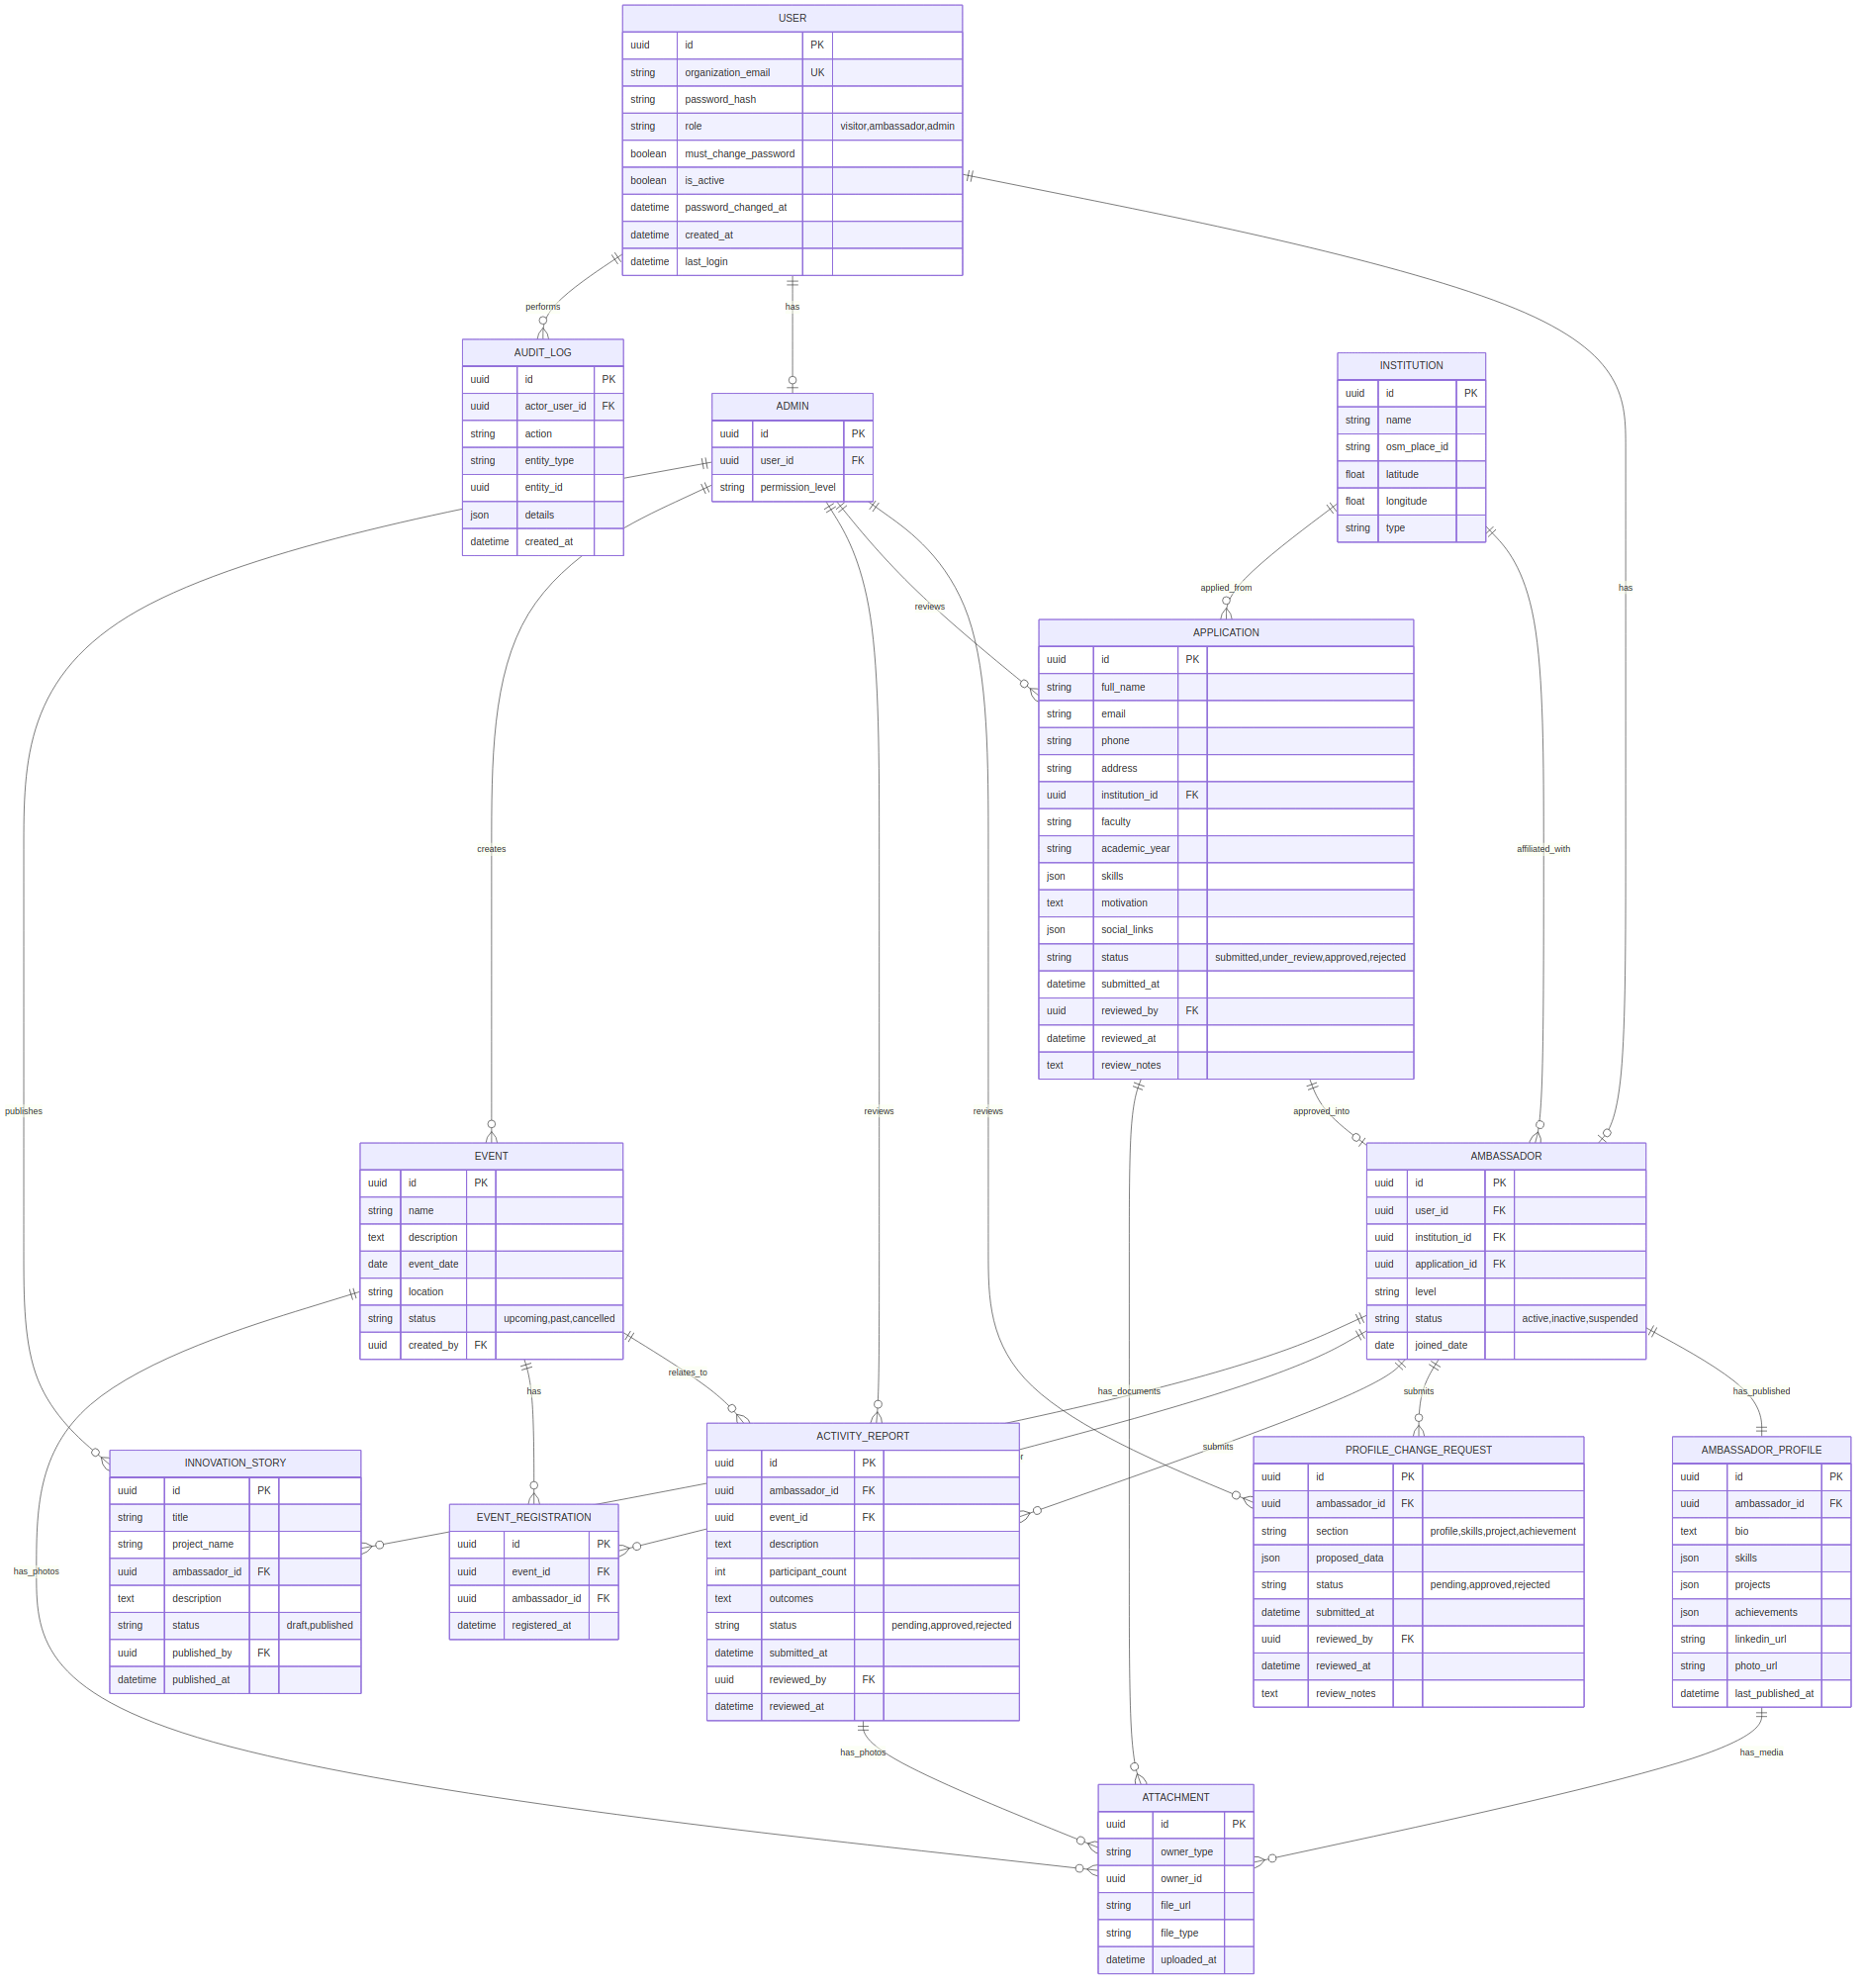 USER
uuid id PK
string organization_email UK
string password_hash
string role visitor,ambassador,admin
boolean must_change_password
boolean is_active
datetime password_changed_at
datetime created_at
datetime last_login
performs
has
AUDIT_LOG
uuid id PK
uuid actor_user_id FK
string action
string entity_type
uuid entity_id
json details
datetime created_at
ADMIN
uuid id PK
uuid user_id FK
string permission_level
INSTITUTION
uuid id PK
string name
string osm_place_id
float latitude
float longitude
string type
applied_from
has
reviews
APPLICATION
uuid id PK
string full_name
string email
string phone
string address
uuid institution_id FK
string faculty
string academic_year
json skills
text motivation
json social_links
string status submitted,under_review,approved,rejected
datetime submitted_at
uuid reviewed_by FK
datetime reviewed_at
text review_notes
creates
affiliated_with
publishes
reviews
reviews
approved_into
EVENT
uuid id PK
string name
text description
date event_date
string location
string status upcoming,past,cancelled
uuid created_by FK
AMBASSADOR
uuid id PK
uuid user_id FK
uuid institution_id FK
uuid application_id FK
string level
string status active,inactive,suspended
date joined_date
relates_to
has
has_documents
submits
has_published
submits
INNOVATION_STORY
uuid id PK
string title
string project_name
uuid ambassador_id FK
text description
string status draft,published
uuid published_by FK
datetime published_at
EVENT_REGISTRATION
uuid id PK
uuid event_id FK
uuid ambassador_id FK
datetime registered_at
ACTIVITY_REPORT
uuid id PK
uuid ambassador_id FK
uuid event_id FK
text description
int participant_count
text outcomes
string status pending,approved,rejected
datetime submitted_at
uuid reviewed_by FK
datetime reviewed_at
PROFILE_CHANGE_REQUEST
uuid id PK
uuid ambassador_id FK
string section profile,skills,project,achievement
json proposed_data
string status pending,approved,rejected
datetime submitted_at
uuid reviewed_by FK
datetime reviewed_at
text review_notes
AMBASSADOR_PROFILE
uuid id PK
uuid ambassador_id FK
text bio
json skills
json projects
json achievements
string linkedin_url
string photo_url
datetime last_published_at
has_photos
has_photos
has_media
ATTACHMENT
uuid id PK
string owner_type
uuid owner_id
string file_url
string file_type
datetime uploaded_at